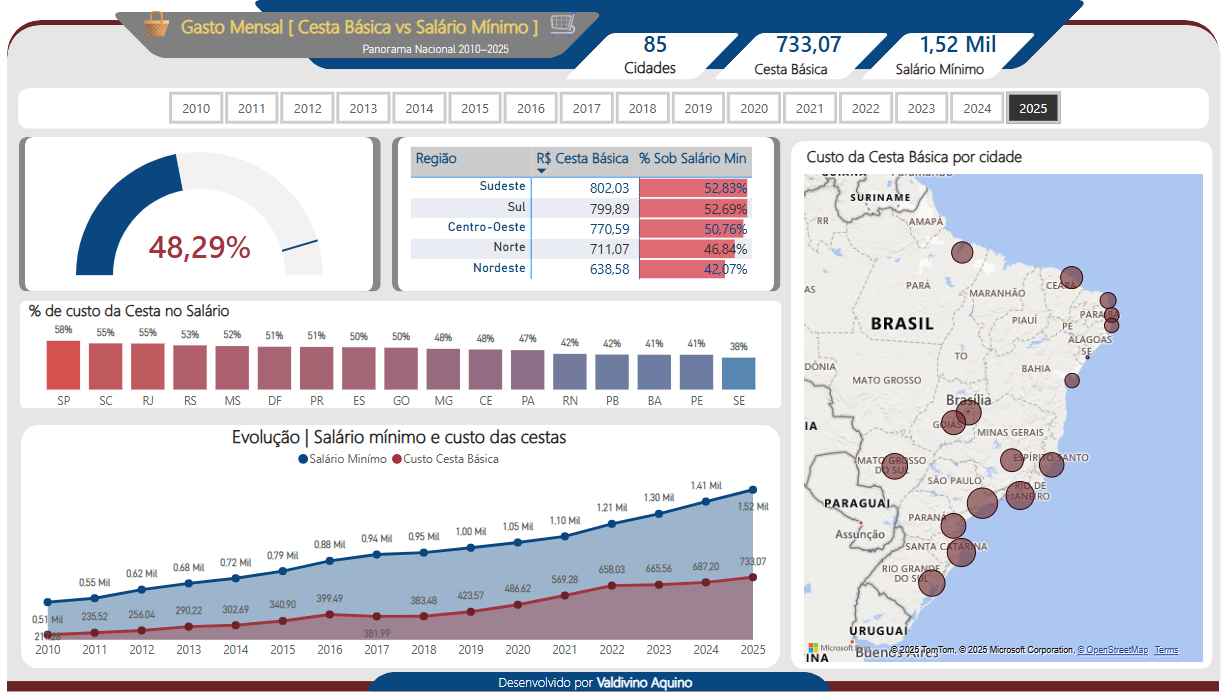 Gasto Mensal [ Cesta Básica vs Salário Mínimo ]
Panorama Nacional 2010–2025
85
Cidades
733,07
Cesta Básica
1,52 Mil
Salário Mínimo
2010 2011 2012 2013 2014 2015 2016 2017 2018 2019 2020 2021 2022 2023 2024 2025
48,29%
Região R$ Cesta Básica % Sob Salário Min
Sudeste 802,03 52,83%
Sul 799,89 52,69%
Centro-Oeste 770,59 50,76%
Norte 711,07 46,84%
Nordeste 638,58 42,07%
% de custo da Cesta no Salário
58% 55% 55% 53% 52% 51% 51% 50% 50% 48% 48% 47% 42% 42% 41% 41% 38%
SP SC RJ RS MS DF PR ES GO MG CE PA RN PB BA PE SE
Evolução | Salário mínimo e custo das cestas
Salário Minímo Custo Cesta Básica
0.51 Mil 0.55 Mil 0.62 Mil 0.68 Mil 0.72 Mil 0.79 Mil 0.88 Mil 0.94 Mil 0.95 Mil 1.00 Mil 1.05 Mil 1.10 Mil 1.21 Mil 1.30 Mil 1.41 Mil 1.52 Mil
235.52 256.04 290.22 302.69 340.90 399.49 381.99 383.48 423.57 486.62 569.28 658.03 665.56 687.20 733.07
2010 2011 2012 2013 2014 2015 2016 2017 2018 2019 2020 2021 2022 2023 2024 2025
Custo da Cesta Básica por cidade
Paramaribo
SURINAME
RR
AMAPÁ
AS
PARÁ
MARANHÃO
CEARÁ
BRASIL
PIAUÍ
PARAÍBA
PE
ALAGOAS
SE
TO
DÔNIA
BAHIA
MATO GROSSO
Brasília
GOIÁS
IA
MINAS GERAIS
MATO GROSSO
DO SUL
ESPÍRITO SANTO
SÃO PAULO
RIO DE
JANEIRO
PARAGUAI
PARANÁ
Assunção
SANTA CATARINA
RIO GRANDE
DO SUL
URUGUAI
Buenos Aires
INA
Microsoft Bing
© 2025 TomTom, © 2025 Microsoft Corporation, © OpenStreetMap Terms
Desenvolvido por Valdivino Aquino